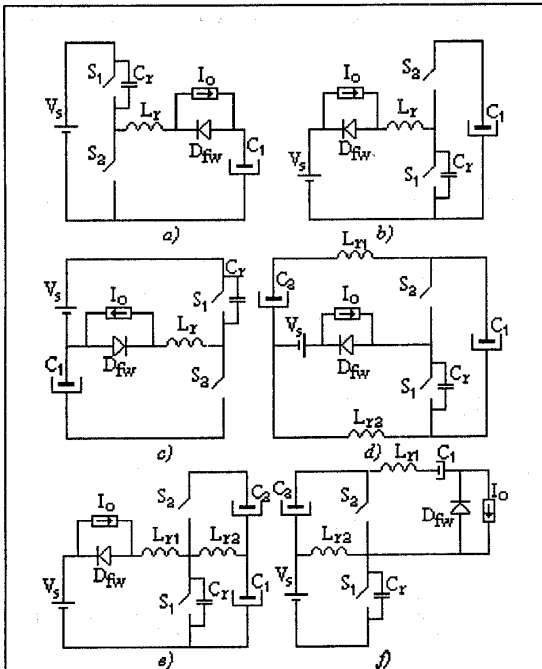 S1 Cr Io
Vs Lr
S2 Dfw C1
a)
S2
Io
Lr C1
Vs Dfw S1 Cr
b)
Cr
Vs S1
Io
Lr
C1 Dfw S2
c)
Lr1
C2 S2
Io
Vs C1
Dfw S1 Cr
Lr2
d)
S2 C2
Io
Lr1 Lr2
Dfw
Vs S1 Cr C1
e)
Lr1 C1
C2 S2 Io
Dfw
Lr2
Vs S1 Cr
f)